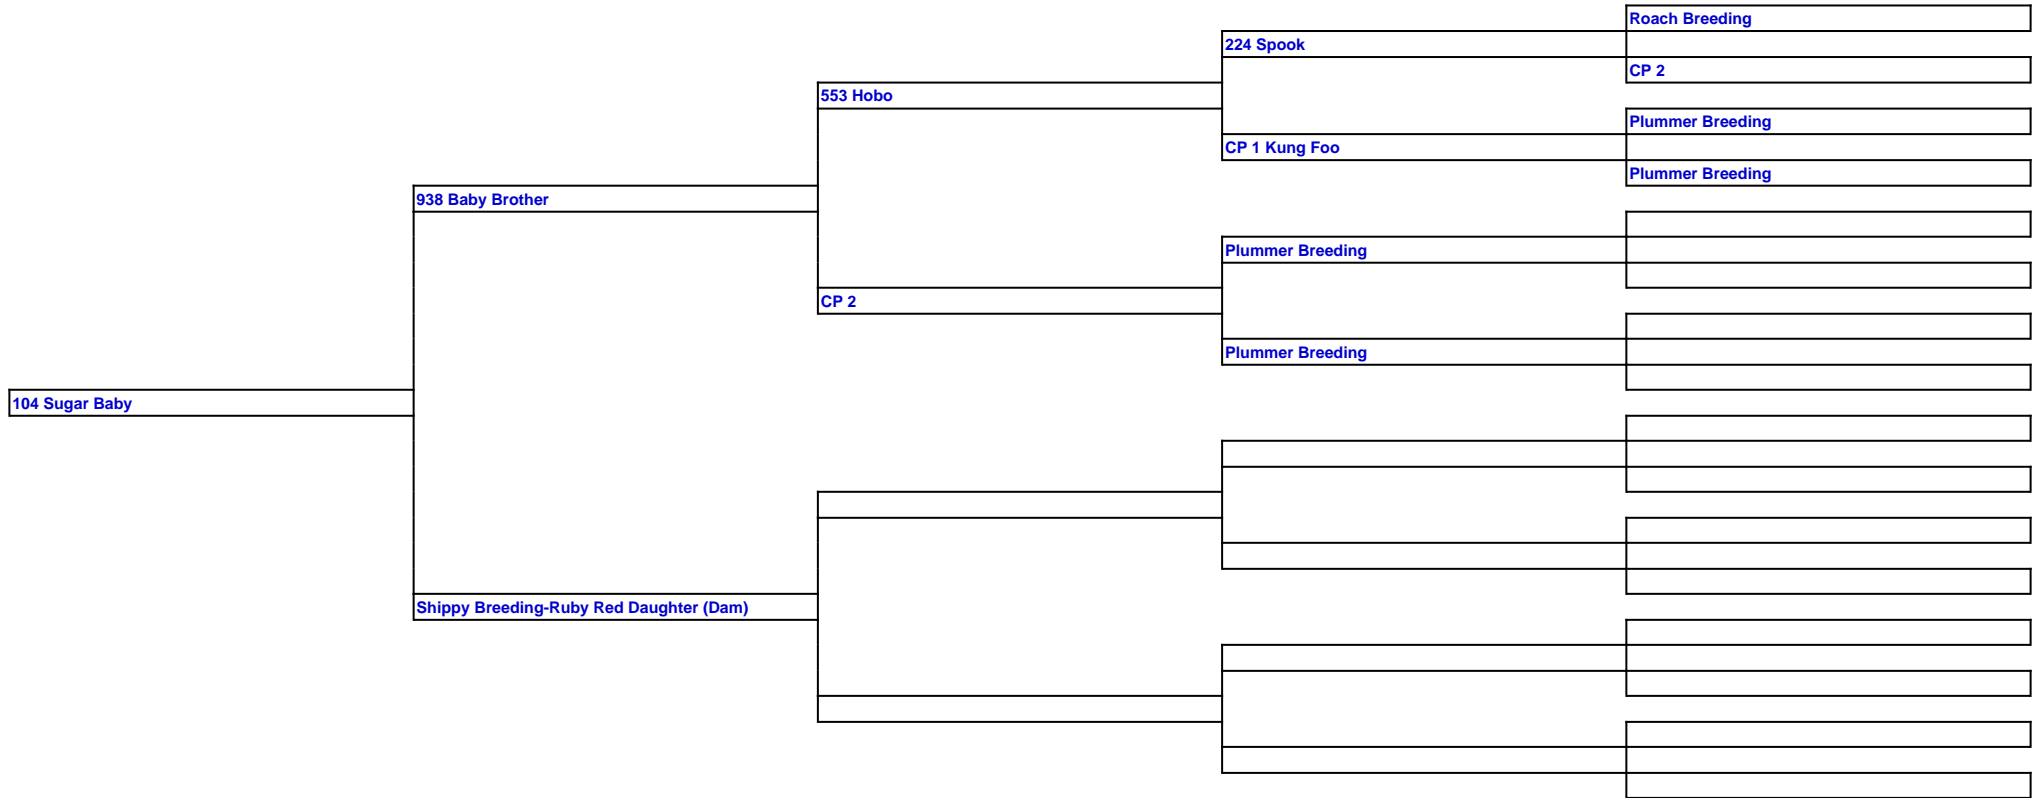 Roach Breeding
224 Spook
CP 2
553 Hobo
Plummer Breeding
CP 1 Kung Foo
Plummer Breeding
938 Baby Brother
Plummer Breeding
CP 2
Plummer Breeding
104 Sugar Baby
Shippy Breeding-Ruby Red Daughter (Dam)